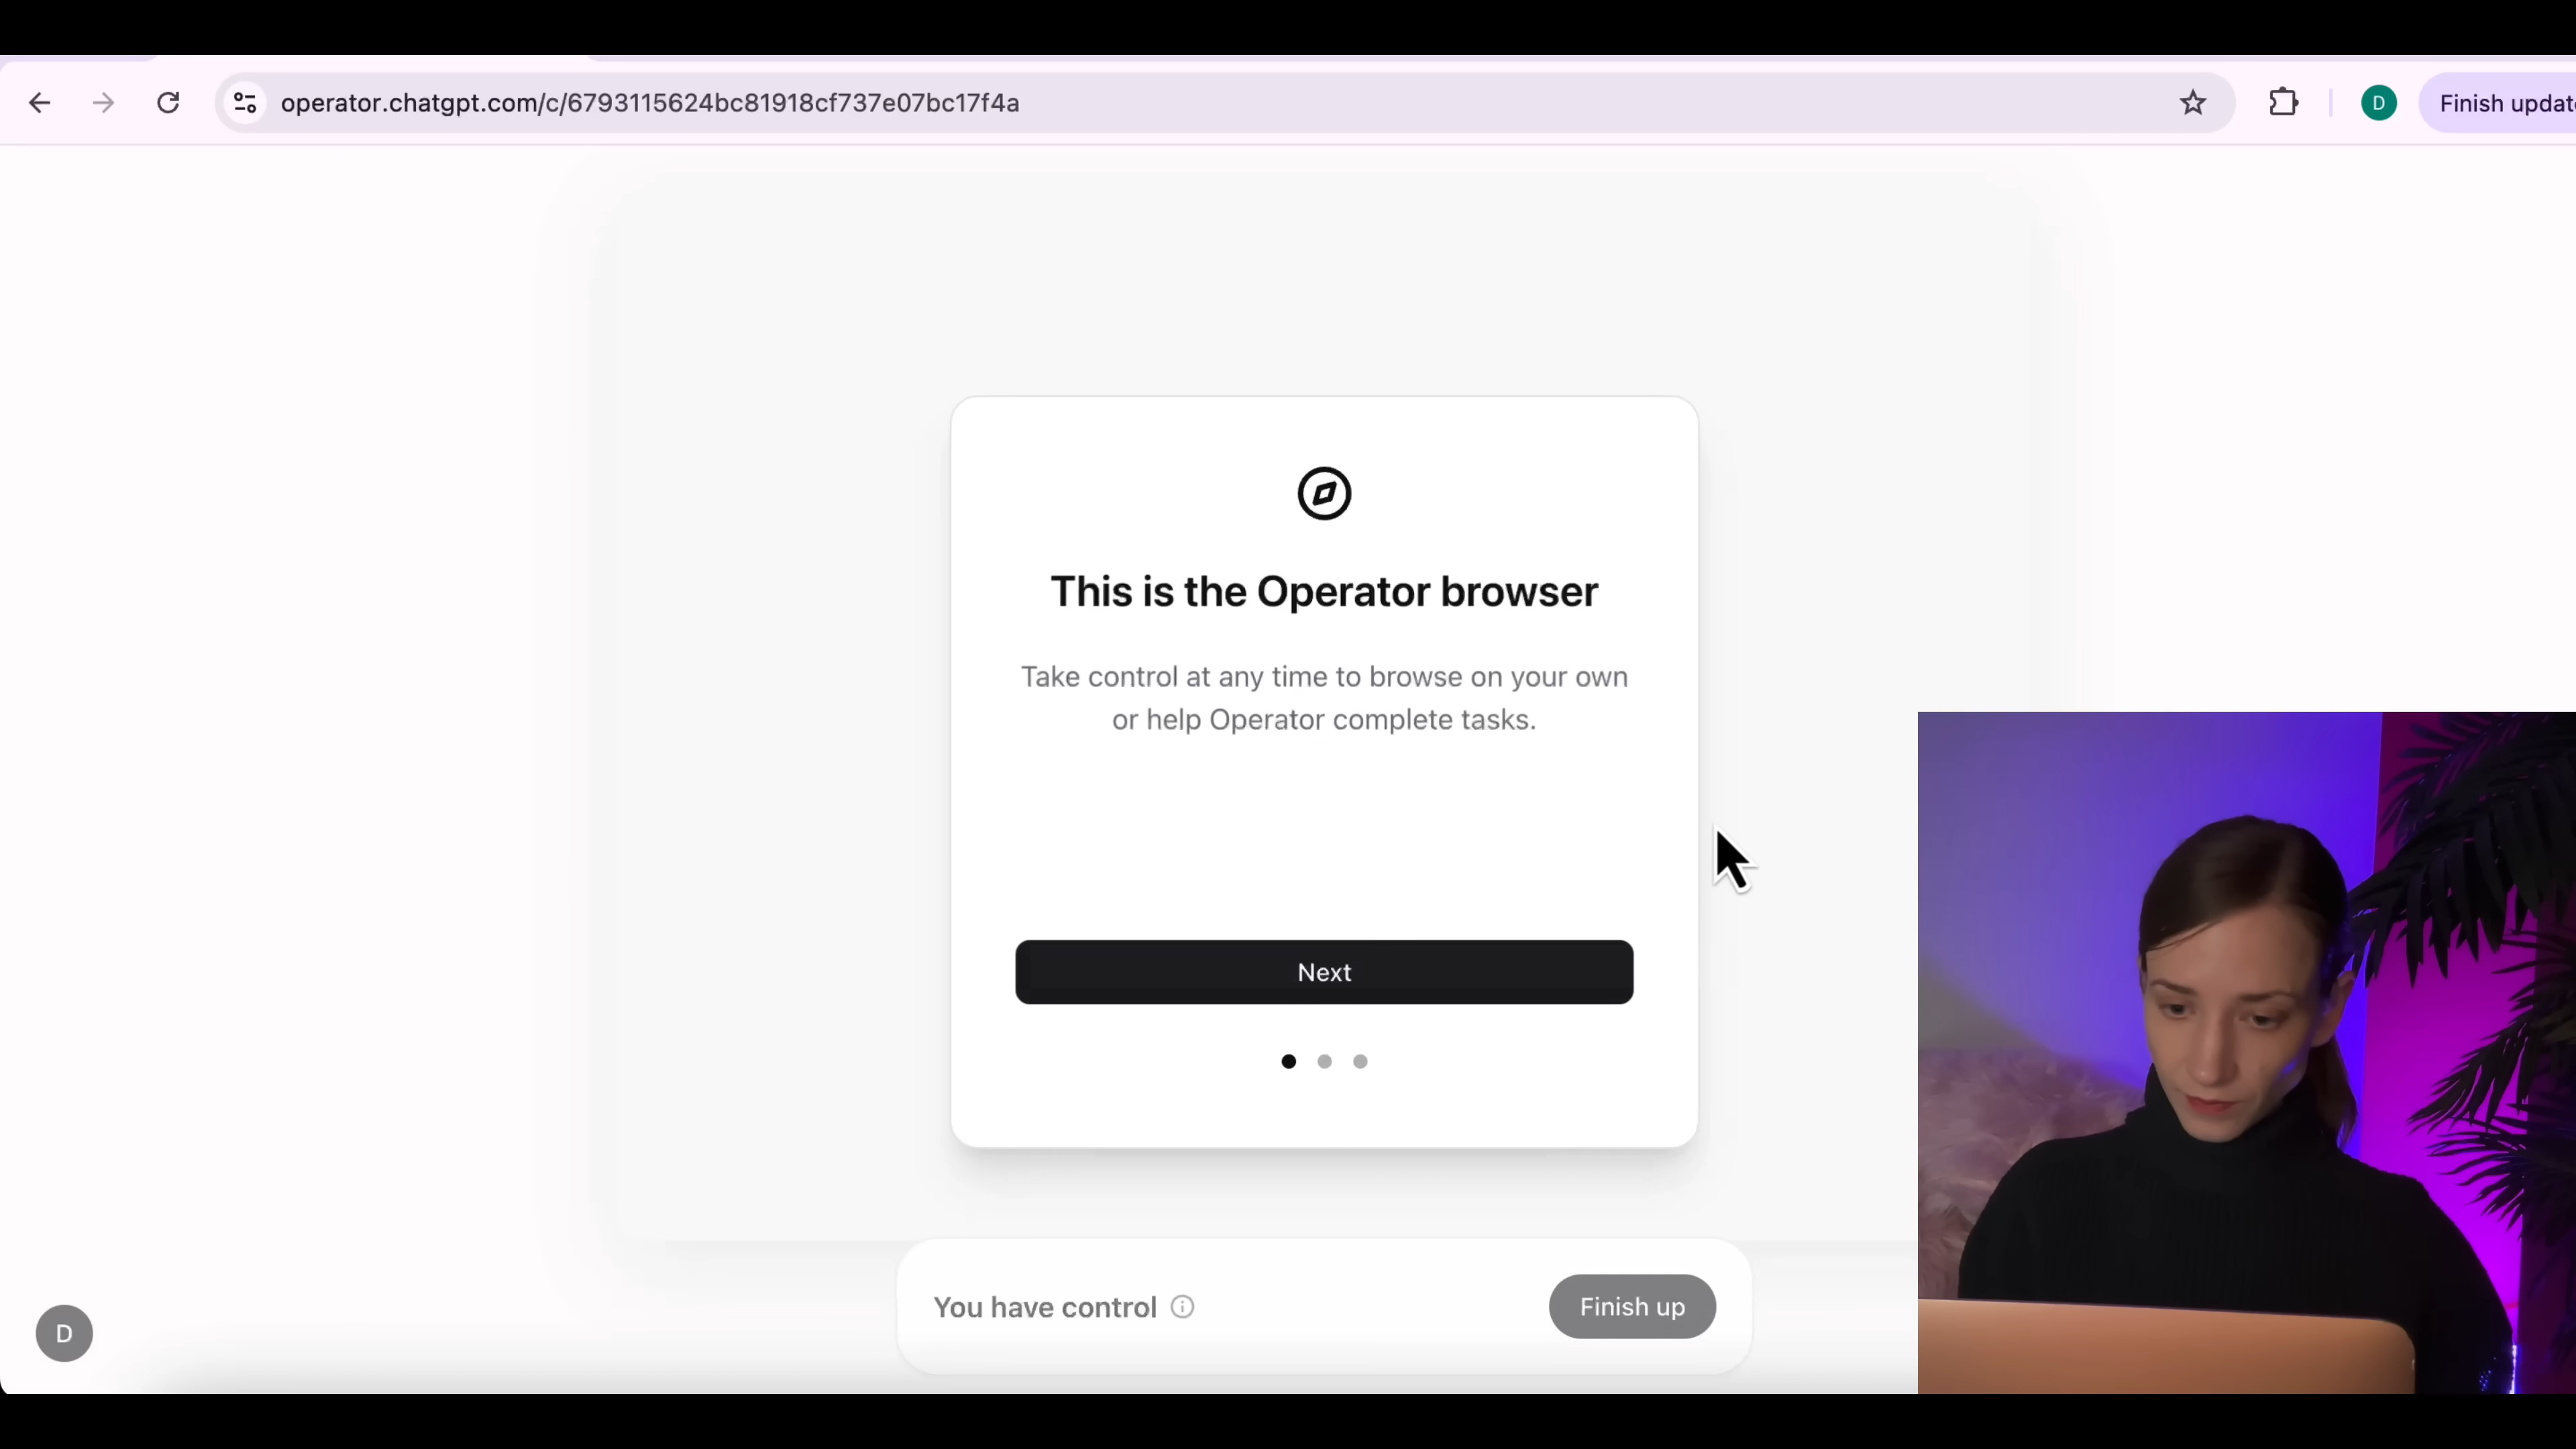 operator.chatgpt.com/c/6793115624bc81918cf737e07bc17f4a
D
Finish updat
This is the Operator browser
Take control at any time to browse on your own
or help Operator complete tasks.
Next
You have control
Finish up
D